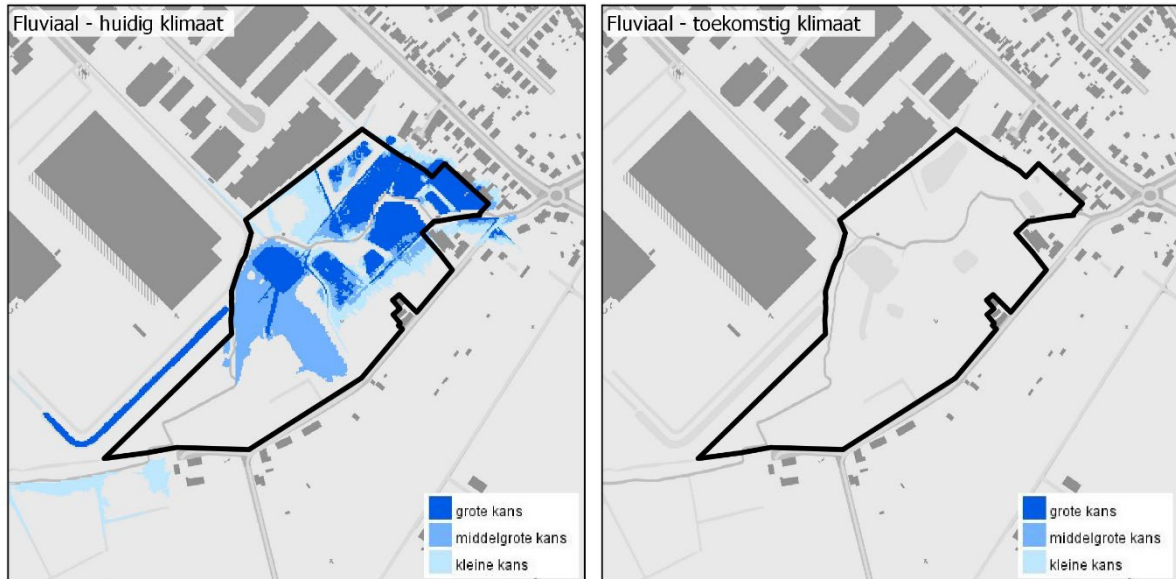 Fluviaal - huidig klimaat
grote kans
middelgrote kans
kleine kans
Fluviaal - toekomstig klimaat
grote kans
middelgrote kans
kleine kans